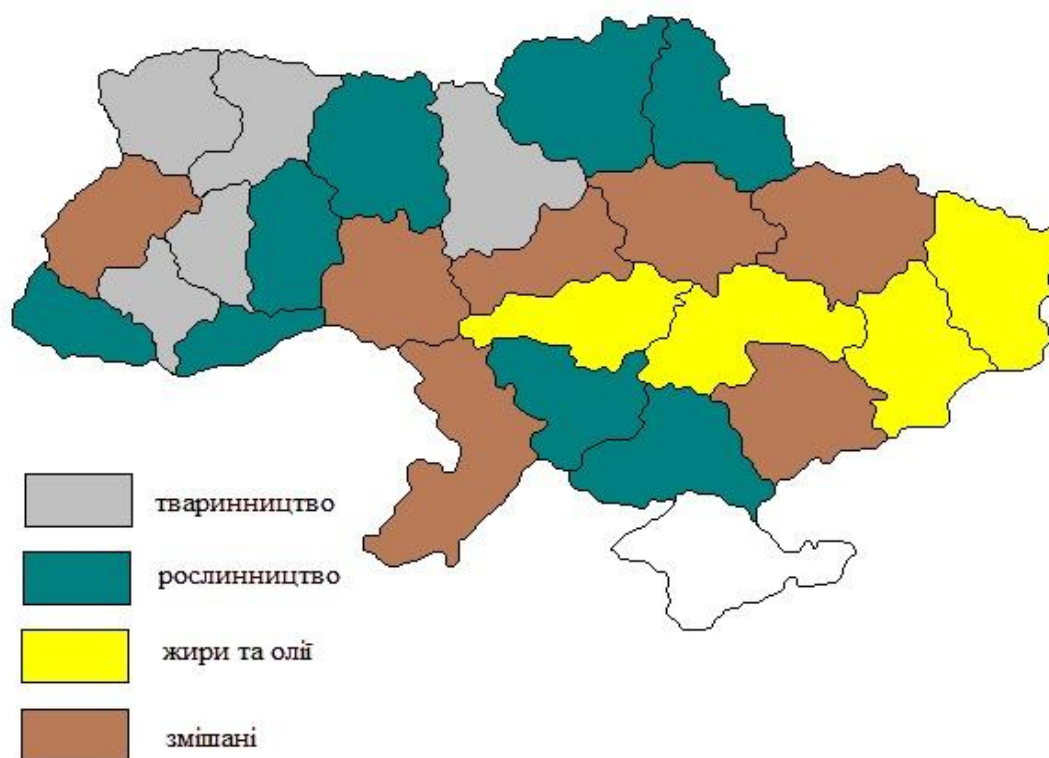 тваринництво
рослинництво
жири та олії
змішані